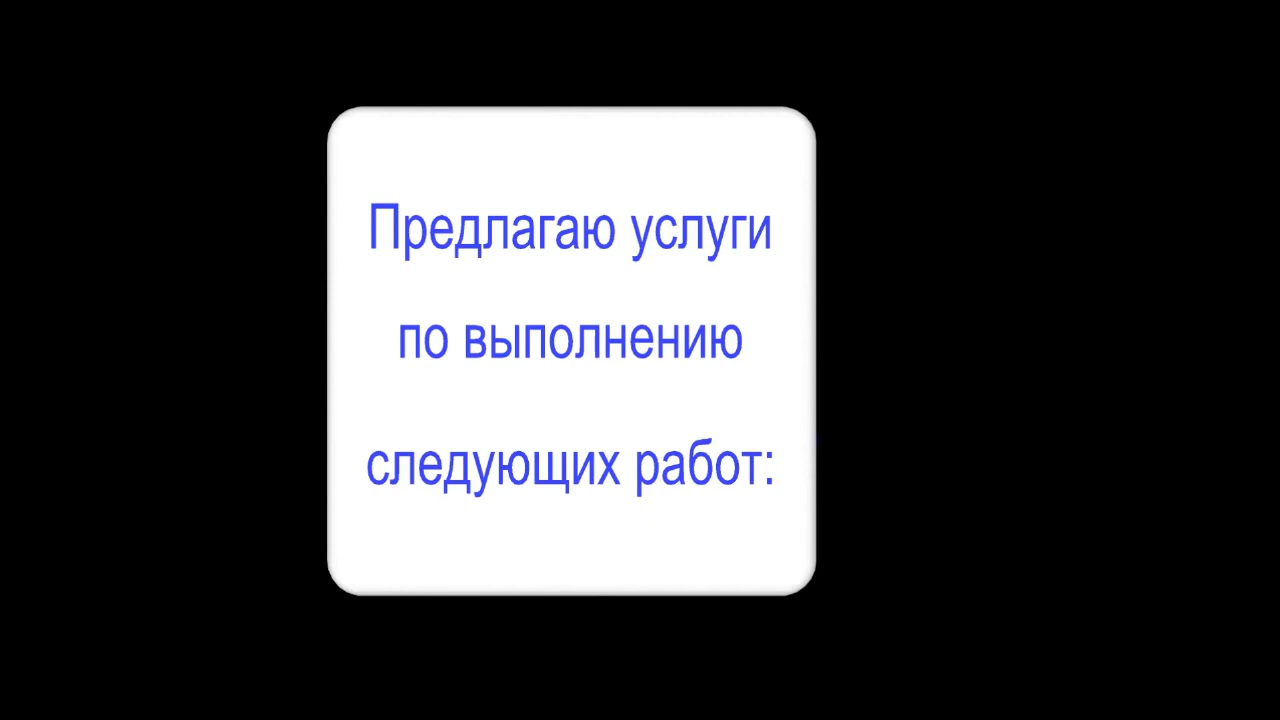 Предлагаю услуги
по выполнению
следующих работ: